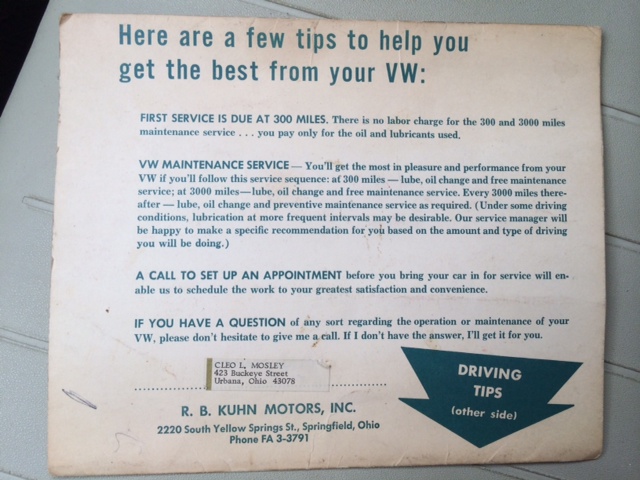 Here are a few tips to help you
get the best from your VW:
FIRST SERVICE IS DUE AT 300 MILES. There is no labor charge for the 300 and 3000 miles
maintenance service . . . you pay only for the oil and lubricants used.
VW MAINTENANCE SERVICE — You'll get the most in pleasure and performance from your
VW if you'll follow this service sequence: at 300 miles — lube, oil change and free maintenance
service; at 3000 miles—lube, oil change and free maintenance service. Every 3000 miles there-
after — lube, oil change and preventive maintenance service as required. (Under some driving
conditions, lubrication at more frequent intervals may be desirable. Our service manager will
be happy to make a specific recommendation for you based on the amount and type of driving
you will be doing.)
A CALL TO SET UP AN APPOINTMENT before you bring your car in for service will en-
able us to schedule the work to your greatest satisfaction and convenience.
IF YOU HAVE A QUESTION of any sort regarding the operation or maintenance of your
VW, please don't hesitate to give me a call. If I don't have the answer, I'll get it for you.
CLEO L. MOSLEY
423 Buckeye Street
Urbana, Ohio 43078
R. B. KUHN MOTORS, INC.
2220 South Yellow Springs St., Springfield, Ohio
Phone FA 3-3791
DRIVING
TIPS
(other side)